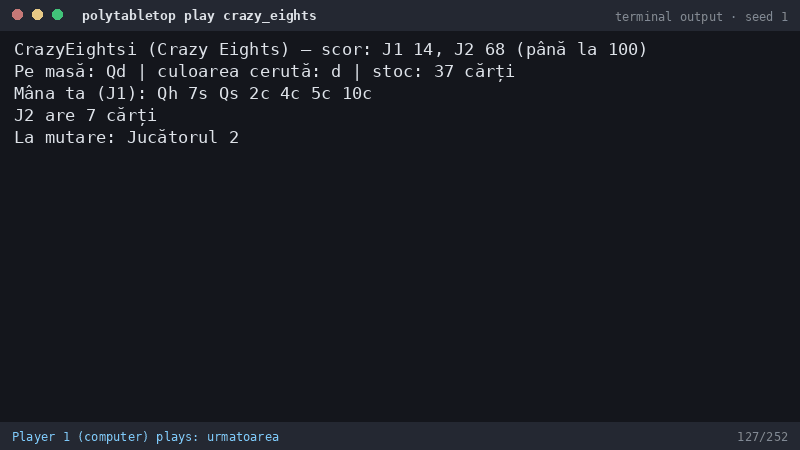 polytabletop play crazy_eights
terminal output · seed 1
CrazyEightsi (Crazy Eights) — scor: J1 14, J2 68 (până la 100)
Pe masă: Qd | culoarea cerută: d | stoc: 37 cărți
Mâna ta (J1): Qh 7s Qs 2c 4c 5c 10c
J2 are 7 cărți
La mutare: Jucătorul 2
Player 1 (computer) plays: urmatoarea
127/252